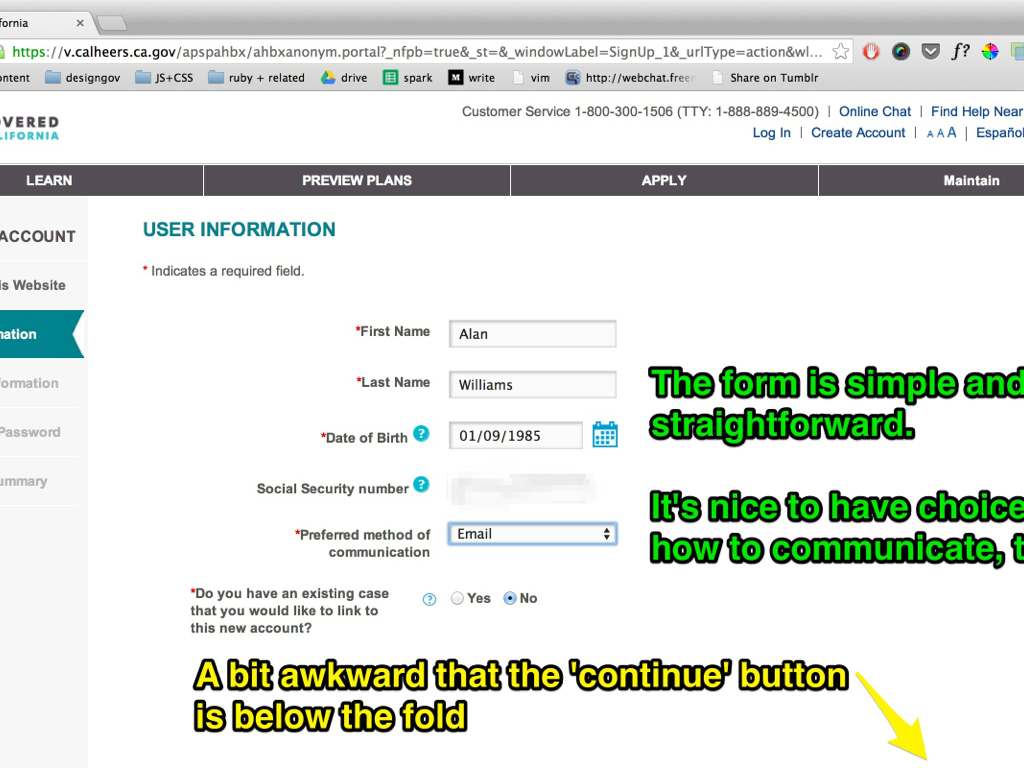 fornia
https://v.calheers.ca.gov/apspahbx/ahbxanonym.portal?_nfpb=true&_st=&_windowLabel=SignUp_1&_urlType=action&wl...
f?
ontent designgov JS+CSS ruby + related drive spark M write vim http://webchat.freen Share on Tumblr
OVERED
LIFORNIA
Customer Service 1-800-300-1506 (TTY: 1-888-889-4500) | Online Chat | Find Help Near
Log In | Create Account | A A A | Español
LEARN PREVIEW PLANS APPLY Maintain
ACCOUNT
is Website
mation
formation
Password
ummary
USER INFORMATION
* Indicates a required field.
*First Name Alan
*Last Name Williams
*Date of Birth ? 01/09/1985
Social Security number ?
*Preferred method of
communication
Email
*Do you have an existing case
that you would like to link to
this new account?
? Yes No
The form is simple and
straightforward.
It's nice to have choice
how to communicate, t
A bit awkward that the 'continue' button
is below the fold